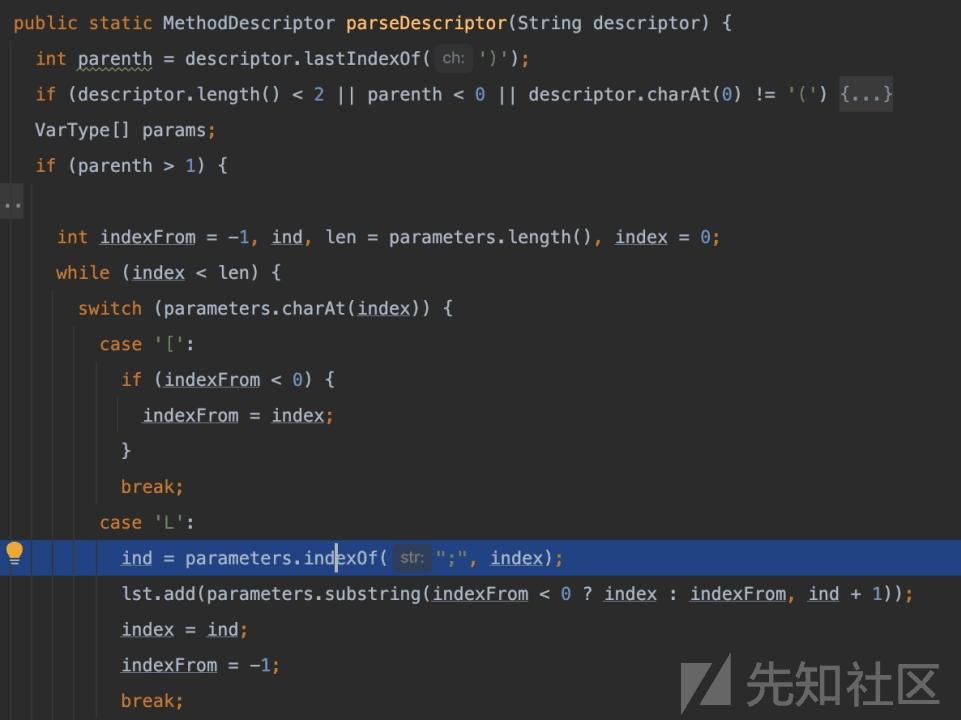 public static MethodDescriptor parseDescriptor(String descriptor) {
int parenth = descriptor.lastIndexOf( ch: ')');
if (descriptor.length() < 2 || parenth < 0 || descriptor.charAt(0) != '(') {...}
VarType[] params;
if (parenth > 1) {
..
int indexFrom = -1, ind, len = parameters.length(), index = 0;
while (index < len) {
switch (parameters.charAt(index)) {
case '[':
if (indexFrom < 0) {
indexFrom = index;
}
break;
case 'L':
ind = parameters.indexOf( str: ";", index);
lst.add(parameters.substring(indexFrom < 0 ? index : indexFrom, ind + 1));
index = ind;
indexFrom = -1;
break;
先知社区